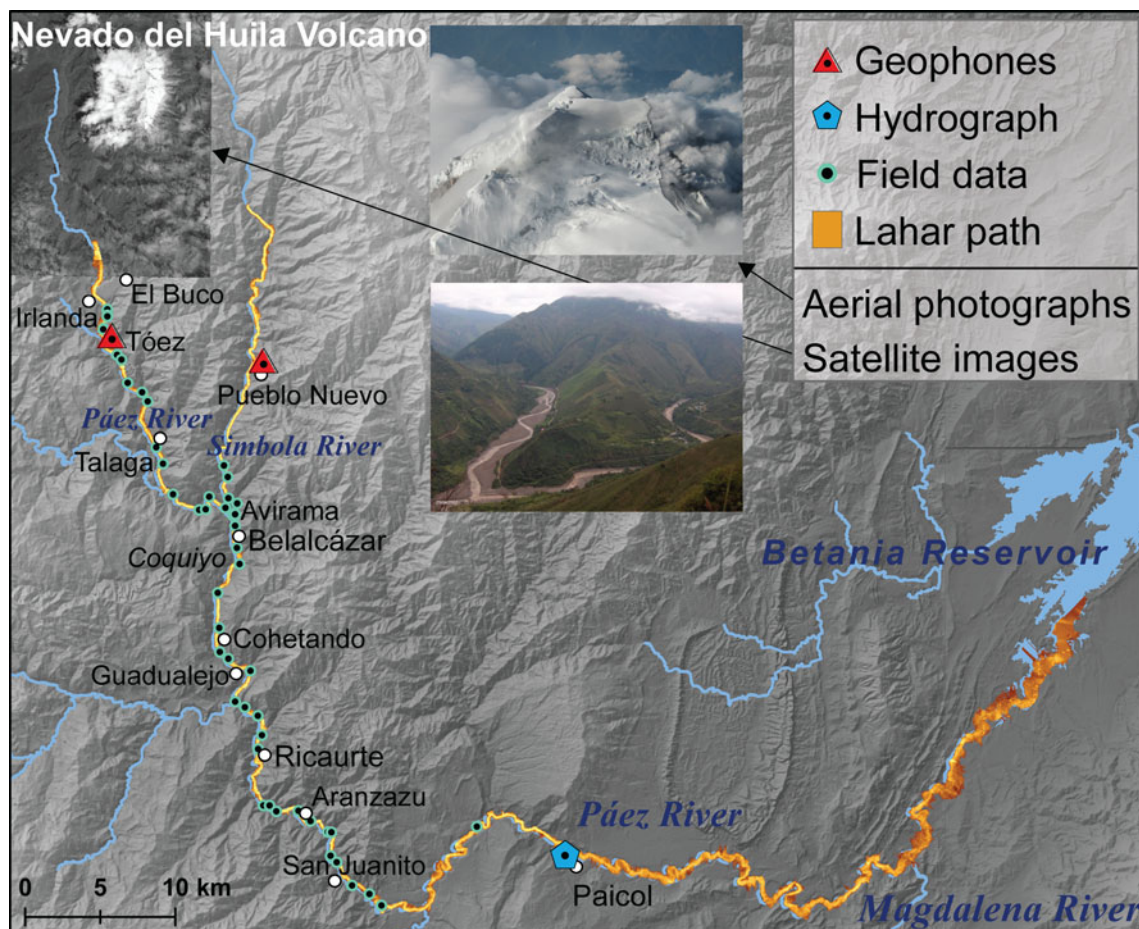 Nevado del Huila Volcano
Geophones
Hydrograph
Field data
Lahar path
Aerial photographs
Satellite images
El Buco
Irlanda
Tóez
Pueblo Nuevo
Páez River
Simbola River
Talaga
Avirama
Belalcázar
Coquiyo
Betania Reservoir
Cohetando
Guadualejo
Ricaurte
Aranzazu
Páez River
San Juanito
Paicol
0 5 10 km
Magdalena River